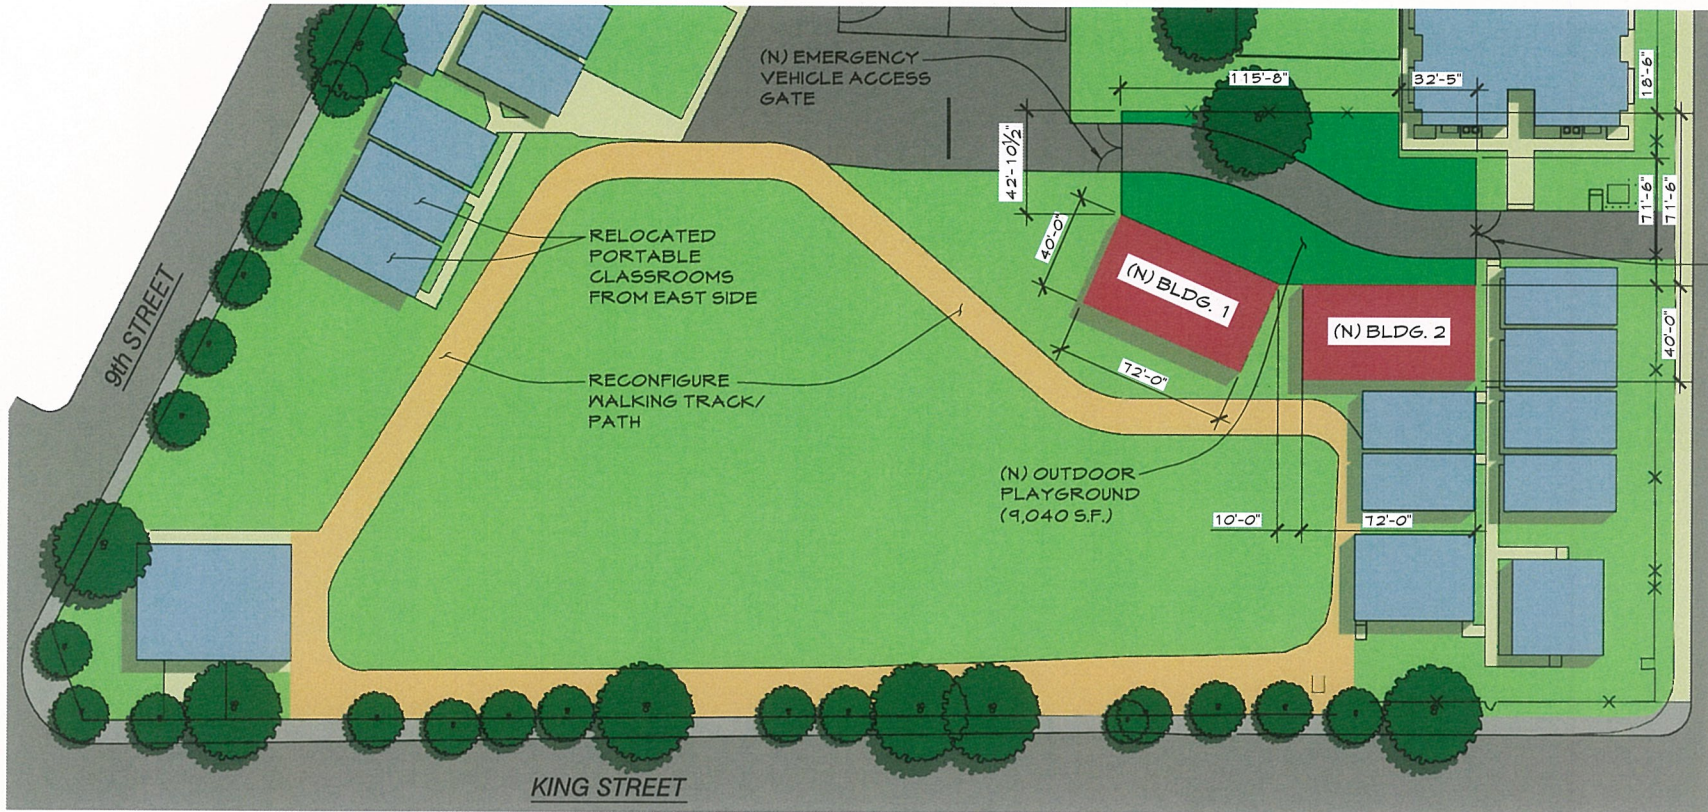 (N) EMERGENCY
VEHICLE ACCESS
GATE
115'-8"
32'-5"
18'-6"
42'-10½"
71'-6"
71'-6"
40'-0"
RELOCATED
PORTABLE
CLASSROOMS
FROM EAST SIDE
(N) BLDG. 1
(N) BLDG. 2
40'-0"
9th STREET
72'-0"
RECONFIGURE
WALKING TRACK/
PATH
(N) OUTDOOR
PLAYGROUND
(9,040 S.F.)
10'-0"
72'-0"
KING STREET